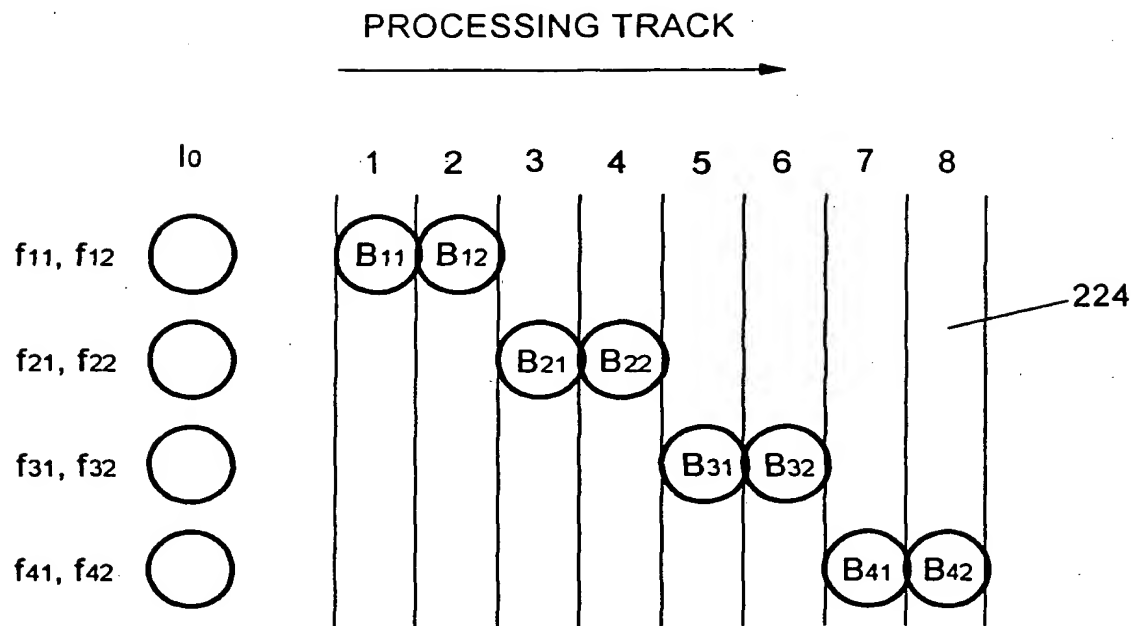 PROCESSING TRACK
I0 1 2 3 4 5 6 7 8
f11, f12 B11 B12
224
f21, f22 B21 B22
f31, f32 B31 B32
f41, f42 B41 B42